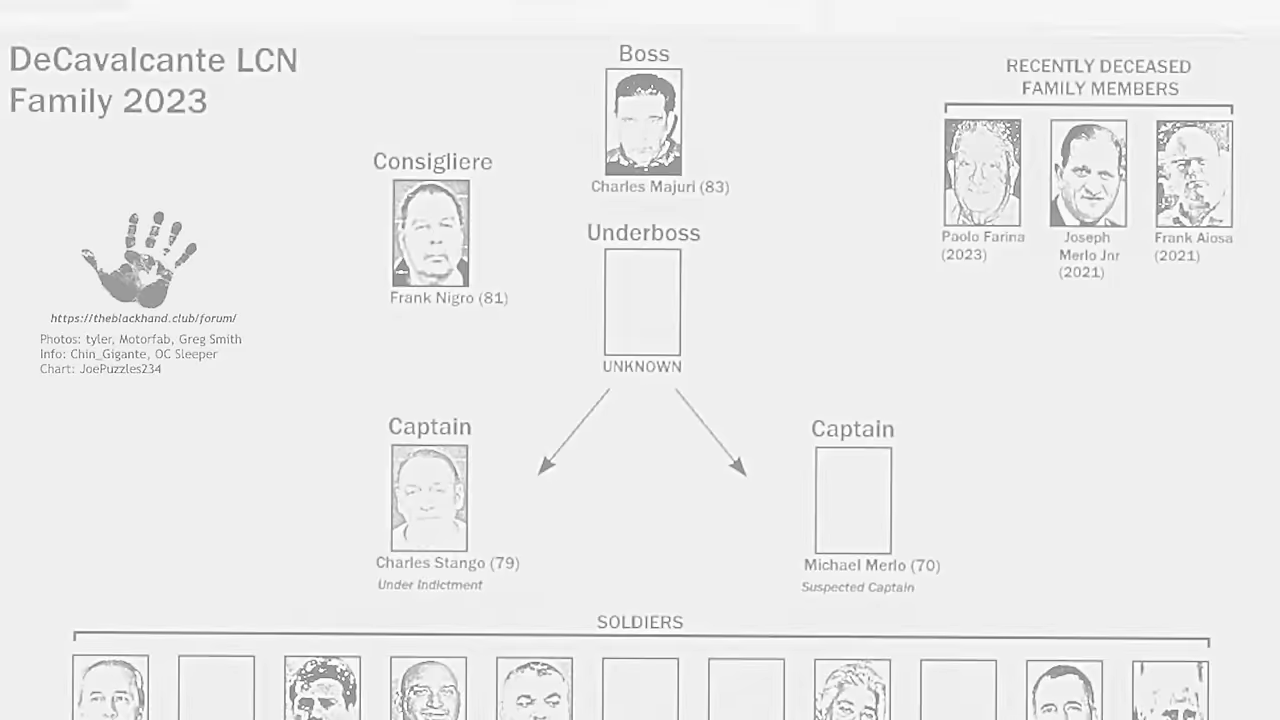 DeCavalcante LCN
Family 2023
Boss
Charles Majuri (83)
RECENTLY DECEASED
FAMILY MEMBERS
Paolo Farina
(2023)
Joseph
Merlo Jnr
(2021)
Frank Aiosa
(2021)
Consigliere
Frank Nigro (81)
Underboss
UNKNOWN
https://theblackhand.club/forum/
Photos: tyler, Motorfab, Greg Smith
Info: Chin_Gigante, OC Sleeper
Chart: JoePuzzles234
Captain
Charles Stango (79)
Under Indictment
Captain
Michael Merlo (70)
Suspected Captain
SOLDIERS